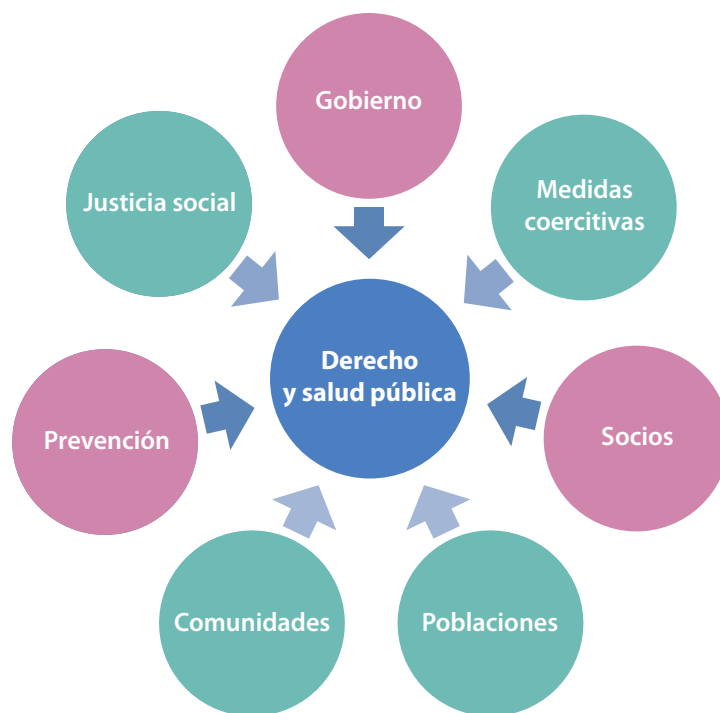 Gobierno
Justicia social
Medidas
coercitivas
Derecho
y salud pública
Prevención
Socios
Comunidades
Poblaciones